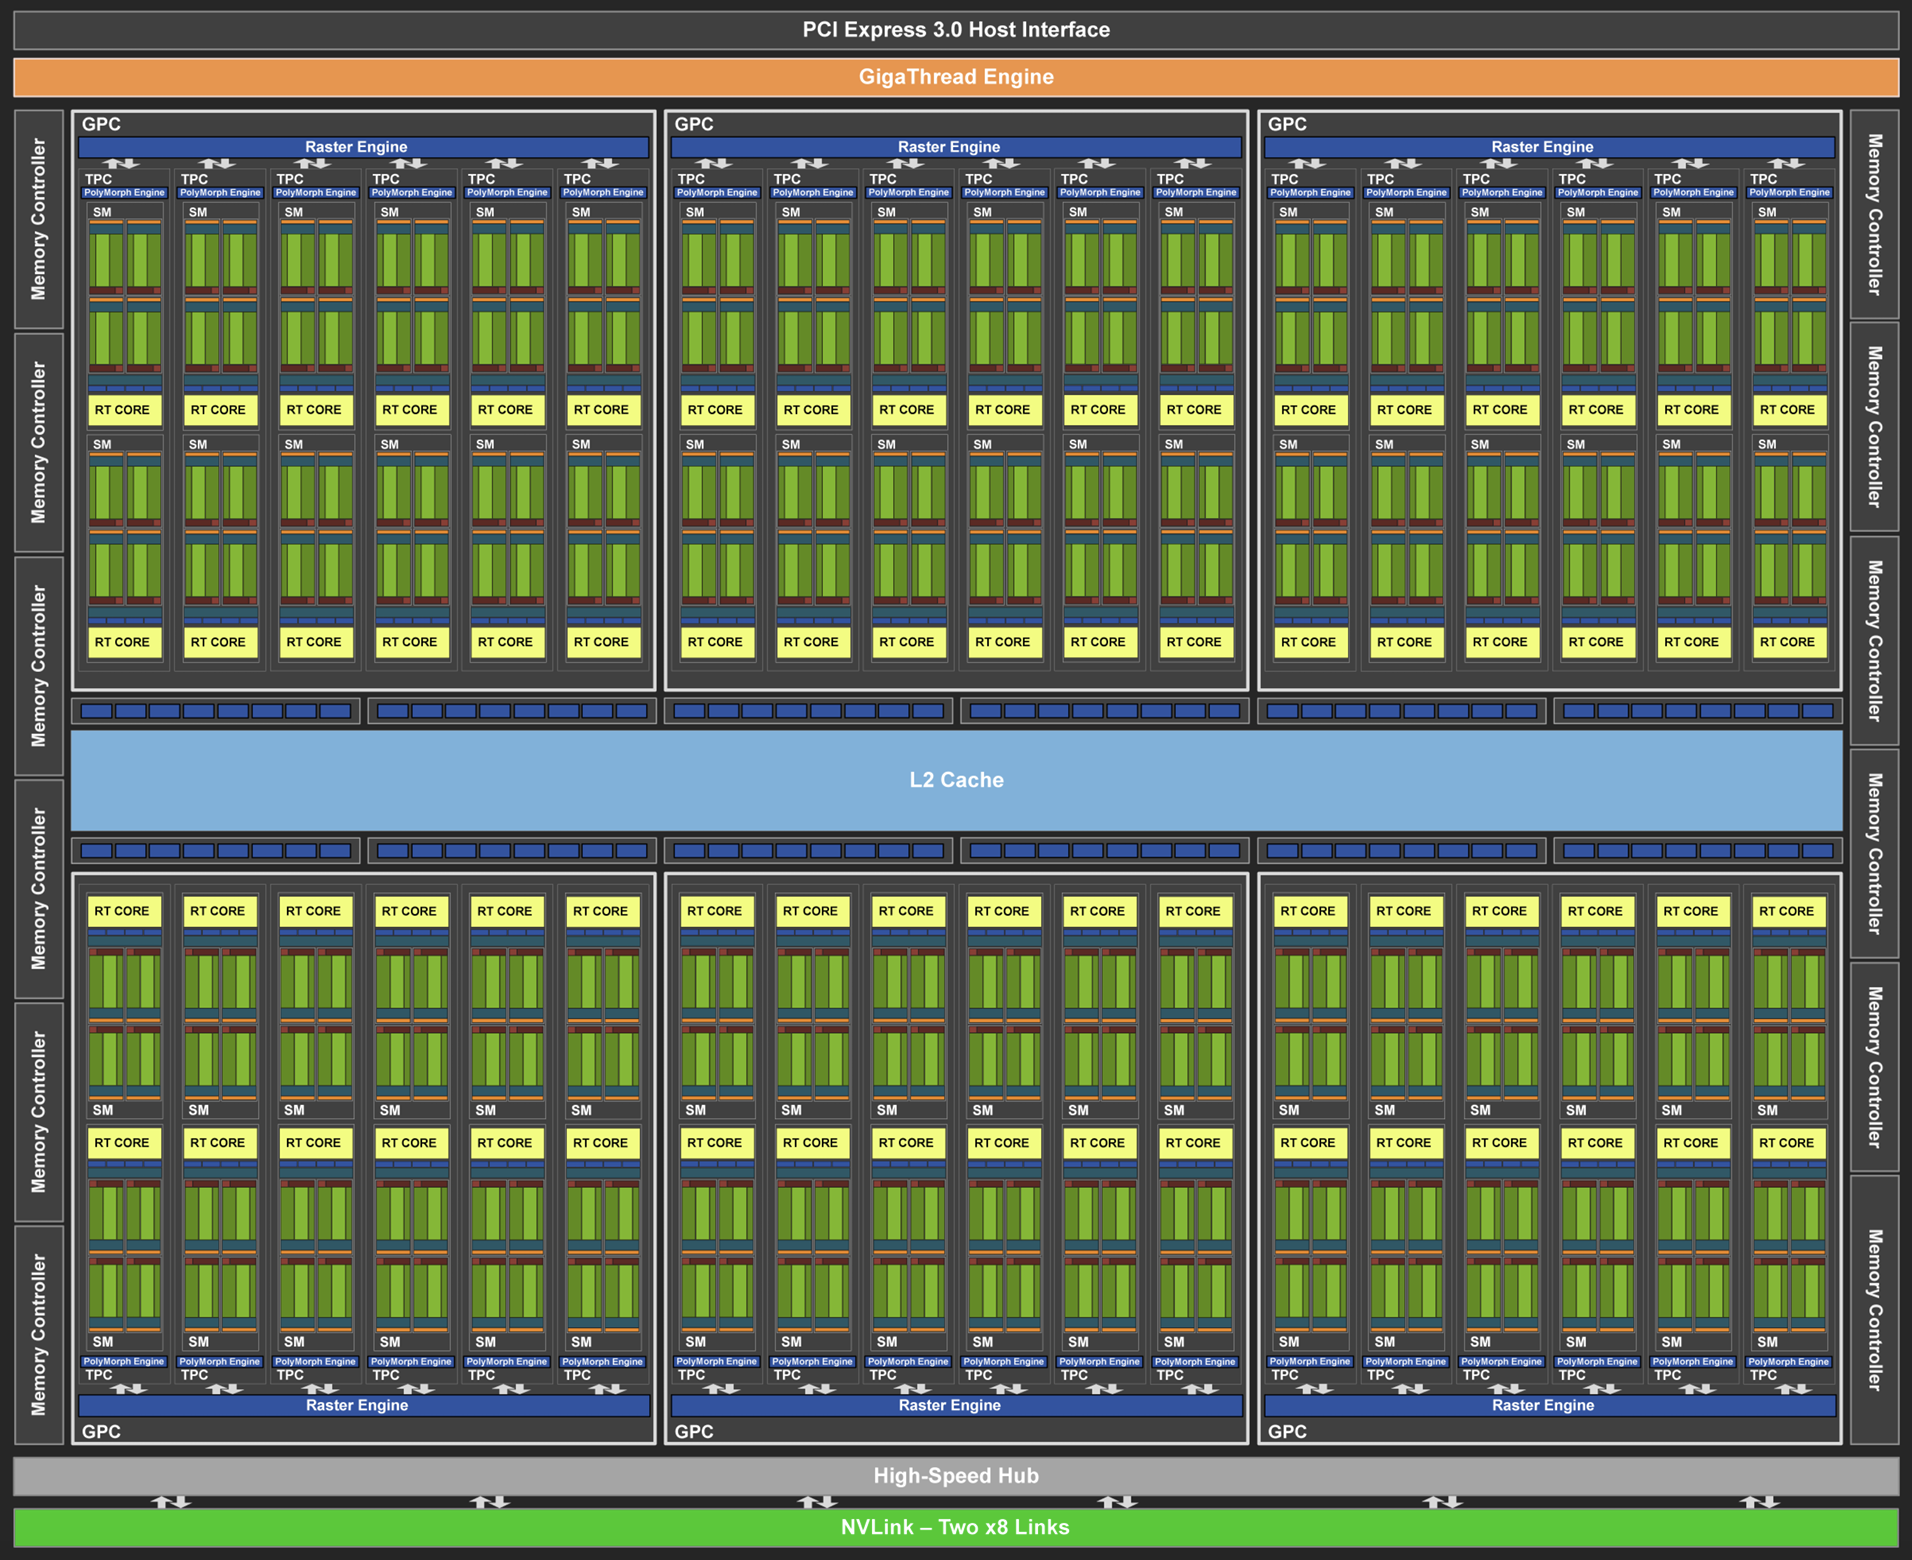 PCI Express 3.0 Host Interface
GigaThread Engine
Memory Controller
Memory Controller
Memory Controller
Memory Controller
Memory Controller
Memory Controller
GPC GPC GPC
Raster Engine Raster Engine Raster Engine
TPC TPC TPC TPC TPC TPC TPC TPC TPC TPC TPC TPC TPC TPC TPC TPC TPC TPC
PolyMorph Engine PolyMorph Engine PolyMorph Engine PolyMorph Engine PolyMorph Engine PolyMorph Engine PolyMorph Engine PolyMorph Engine PolyMorph Engine PolyMorph Engine PolyMorph Engine PolyMorph Engine PolyMorph Engine PolyMorph Engine PolyMorph Engine PolyMorph Engine PolyMorph Engine PolyMorph Engine
SM SM SM SM SM SM SM SM SM SM SM SM SM SM SM SM SM SM
RT CORE RT CORE RT CORE RT CORE RT CORE RT CORE RT CORE RT CORE RT CORE RT CORE RT CORE RT CORE RT CORE RT CORE RT CORE RT CORE RT CORE RT CORE
SM SM SM SM SM SM SM SM SM SM SM SM SM SM SM SM SM SM
RT CORE RT CORE RT CORE RT CORE RT CORE RT CORE RT CORE RT CORE RT CORE RT CORE RT CORE RT CORE RT CORE RT CORE RT CORE RT CORE RT CORE RT CORE
L2 Cache
RT CORE RT CORE RT CORE RT CORE RT CORE RT CORE RT CORE RT CORE RT CORE RT CORE RT CORE RT CORE RT CORE RT CORE RT CORE RT CORE RT CORE RT CORE
SM SM SM SM SM SM SM SM SM SM SM SM SM SM SM SM SM SM
RT CORE RT CORE RT CORE RT CORE RT CORE RT CORE RT CORE RT CORE RT CORE RT CORE RT CORE RT CORE RT CORE RT CORE RT CORE RT CORE RT CORE RT CORE
SM SM SM SM SM SM SM SM SM SM SM SM SM SM SM SM SM SM
PolyMorph Engine PolyMorph Engine PolyMorph Engine PolyMorph Engine PolyMorph Engine PolyMorph Engine PolyMorph Engine PolyMorph Engine PolyMorph Engine PolyMorph Engine PolyMorph Engine PolyMorph Engine PolyMorph Engine PolyMorph Engine PolyMorph Engine PolyMorph Engine PolyMorph Engine PolyMorph Engine
TPC TPC TPC TPC TPC TPC TPC TPC TPC TPC TPC TPC TPC TPC TPC TPC TPC TPC
Raster Engine Raster Engine Raster Engine
GPC GPC GPC
Memory Controller
Memory Controller
Memory Controller
Memory Controller
Memory Controller
Memory Controller
High-Speed Hub
NVLink – Two x8 Links